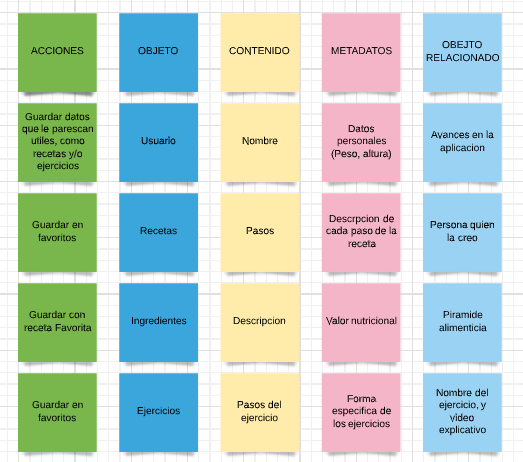 ACCIONES
OBJETO
CONTENIDO
METADATOS
OBEJTO
RELACIONADO
Guardar datos
que le parescan
utiles, como
recetas y/o
ejercicios
Usuario
Nombre
Datos
personales
(Peso, altura)
Avances en la
aplicacion
Guardar en
favoritos
Recetas
Pasos
Descrpcion de
cada paso de la
receta
Persona quien
la creo
Guardar con
receta Favorita
Ingredientes
Descripcion
Valor nutricional
Piramide
alimenticia
Guardar en
favoritos
Ejercicios
Pasos del
ejercicio
Forma
especifica de
los ejercicios
Nombre del
ejercicio, y
video
explicativo